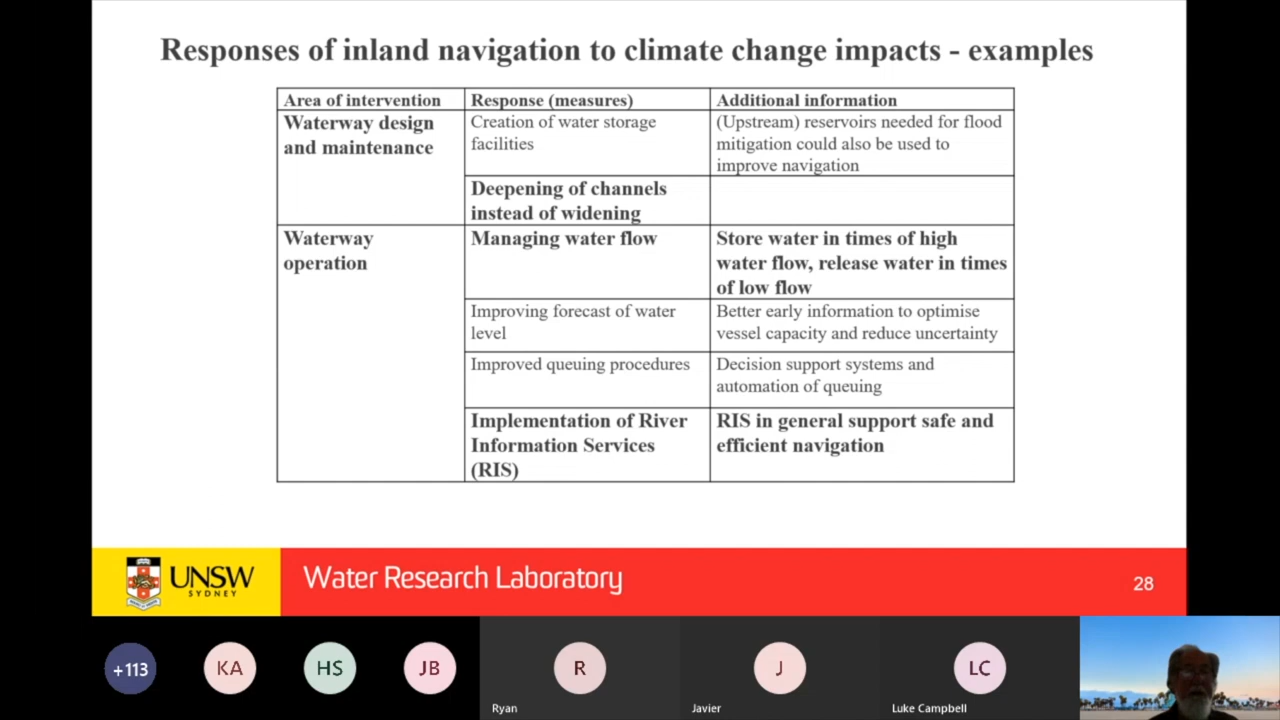 Responses of inland navigation to climate change impacts - examples
Area of intervention
Response (measures)
Additional information
Waterway design
and maintenance
Creation of water storage
facilities
(Upstream) reservoirs needed for flood
mitigation could also be used to
improve navigation
Deepening of channels
instead of widening
Waterway
operation
Managing water flow
Store water in times of high
water flow, release water in times
of low flow
Improving forecast of water
level
Better early information to optimise
vessel capacity and reduce uncertainty
Improved queuing procedures
Decision support systems and
automation of queuing
Implementation of River
Information Services
(RIS)
RIS in general support safe and
efficient navigation
UNSW
SYDNEY
Water Research Laboratory
28
+113
KA
HS
JB
R
Ryan
J
Javier
LC
Luke Campbell